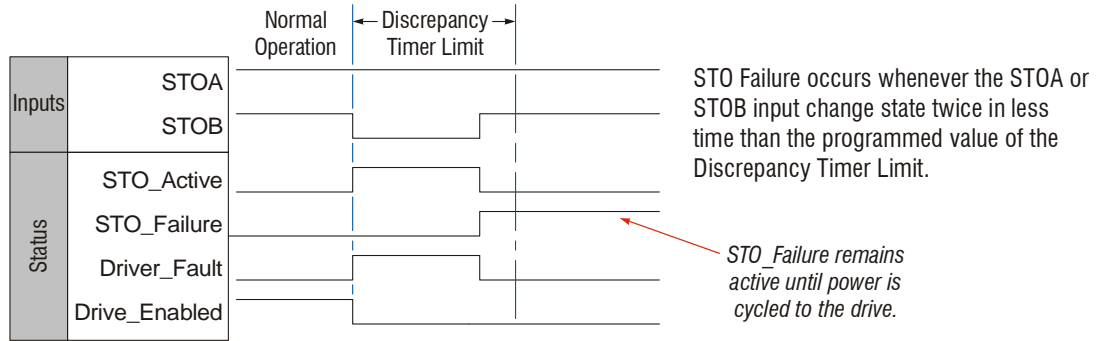 Normal
Operation
Discrepancy
Timer Limit
Inputs
STOA
STOB
Status
STO_Active
STO_Failure
Driver_Fault
Drive_Enabled
STO Failure occurs whenever the STOA or
STOB input change state twice in less
time than the programmed value of the
Discrepancy Timer Limit.
STO_Failure remains
active until power is
cycled to the drive.